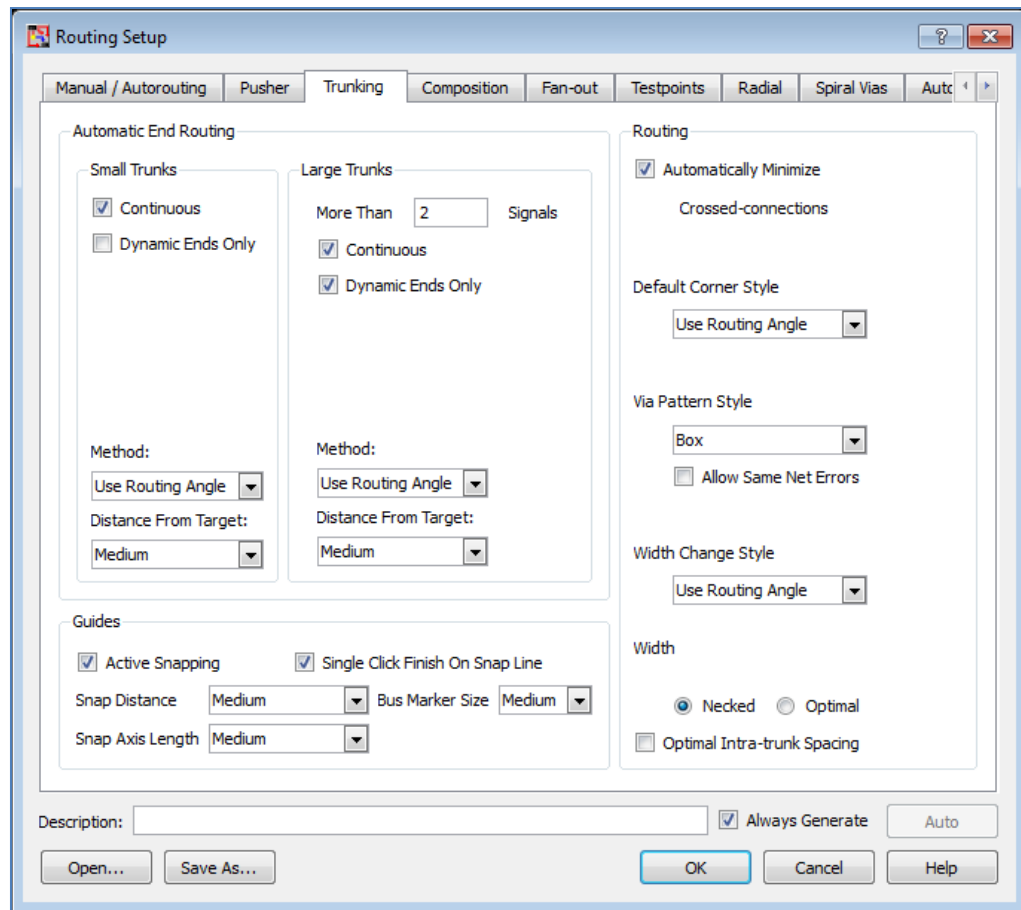 Routing Setup
Manual / Autorouting
Pusher
Trunking
Composition
Fan-out
Testpoints
Radial
Spiral Vias
Automatic End Routing
Small Trunks
Continuous
Dynamic Ends Only
Method:
Use Routing Angle
Distance From Target:
Medium
Large Trunks
More Than 2 Signals
Continuous
Dynamic Ends Only
Method:
Use Routing Angle
Distance From Target:
Medium
Guides
Active Snapping
Single Click Finish On Snap Line
Snap Distance Medium
Bus Marker Size Medium
Snap Axis Length Medium
Routing
Automatically Minimize
Crossed-connections
Default Corner Style
Use Routing Angle
Via Pattern Style
Box
Allow Same Net Errors
Width Change Style
Use Routing Angle
Width
Necked
Optimal
Optimal Intra-trunk Spacing
Description:
Always Generate
Auto
Open...
Save As...
OK
Cancel
Help